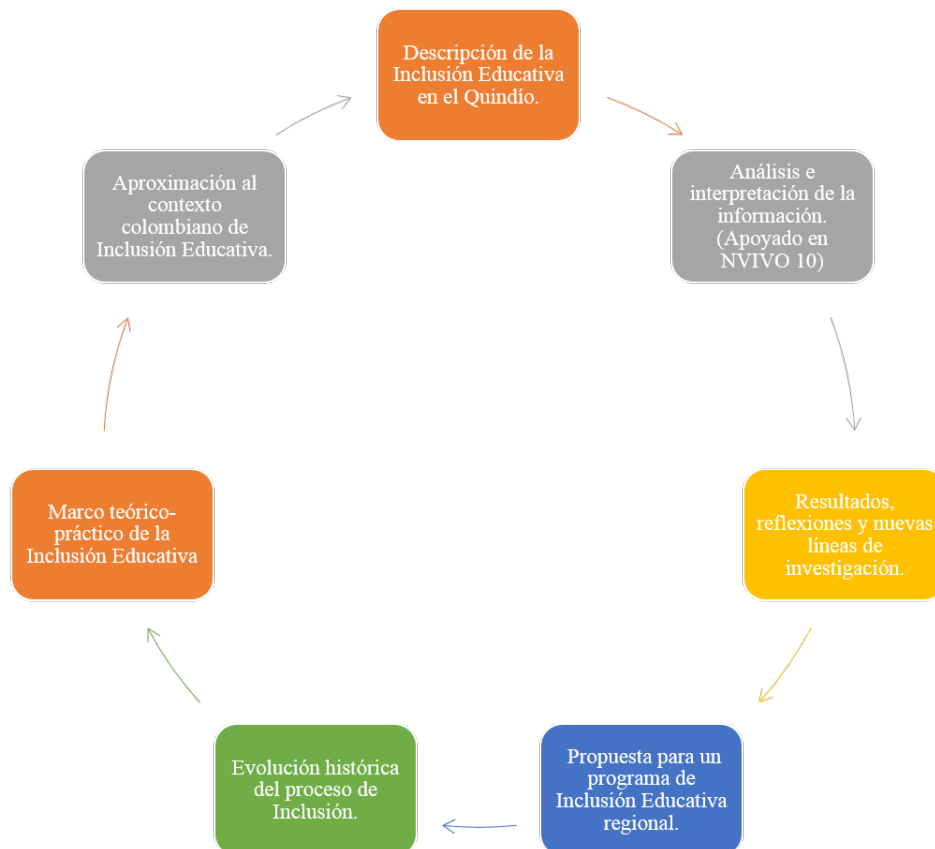 Descripción de la
Inclusión Educativa
en el Quindío.
Análisis e
interpretación de la
información.
(Apoyado en
NVIVO 10)
Resultados,
reflexiones y nuevas
líneas de
investigación.
Propuesta para un
programa de
Inclusión Educativa
regional.
Evolución histórica
del proceso de
Inclusión.
Marco teórico-
práctico de la
Inclusión Educativa
Aproximación al
contexto
colombiano de
Inclusión Educativa.